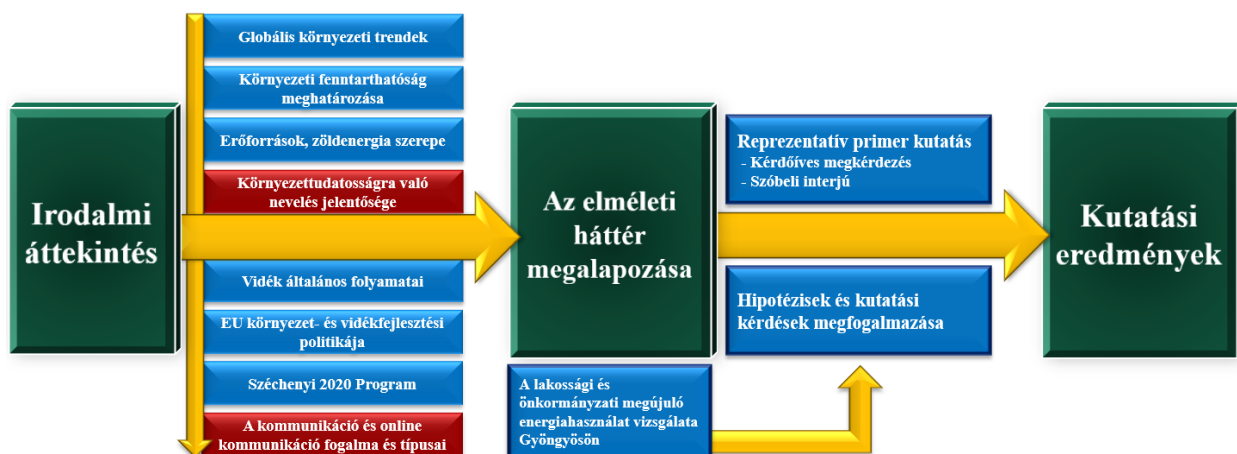 Irodalmi
áttekintés
Globális környezeti trendek
Környezeti fenntarthatóság
meghatározása
Erőforrások, zöldenergia szerepe
Környezettudatosságra való
nevelés jelentősége
Vidék általános folyamatai
EU környezet- és vidékfejlesztési
politikája
Széchenyi 2020 Program
A kommunikáció és online
kommunikáció fogalma és típusai
Az elméleti
háttér
megalapozása
A lakossági és
önkormányzati megújuló
energiahasználat vizsgálata
Gyöngyösön
Reprezentatív primer kutatás
- Kérdőíves megkérdezés
- Szóbeli interjú
Hipotézisek és kutatási
kérdések megfogalmazása
Kutatási
eredmények